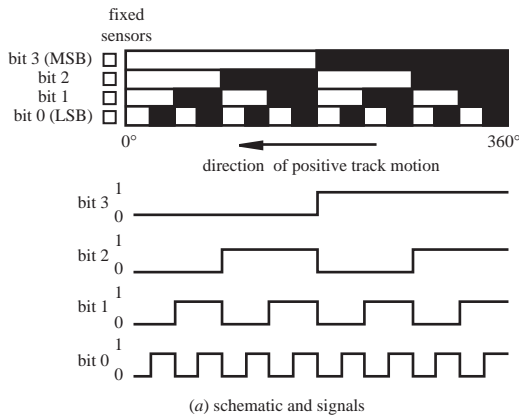 fixed
sensors
bit 3 (MSB)
bit 2
bit 1
bit 0 (LSB)
0° 360°
direction of positive track motion
1
bit 3
0
1
bit 2
0
1
bit 1
0
1
bit 0
0
(a) schematic and signals